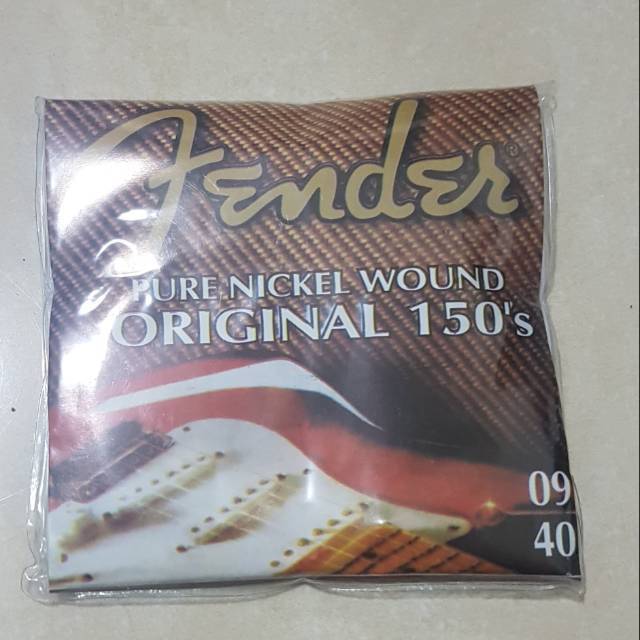 Fender®
PURE NICKEL WOUND
ORIGINAL 150's
09
40